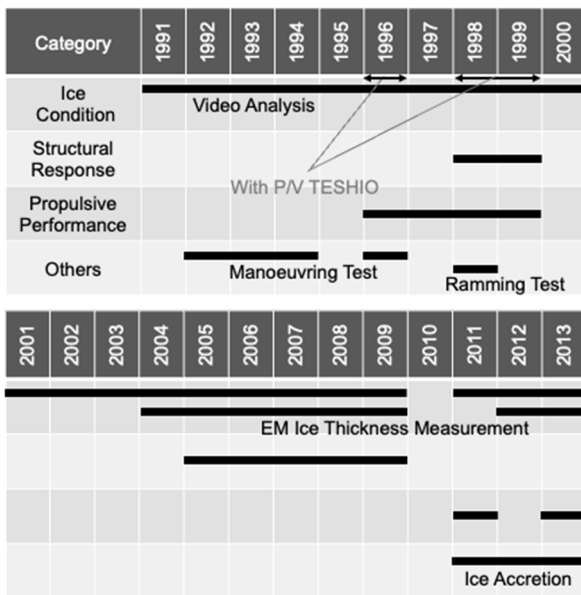 Category 1991 1992 1993 1994 1995 1996 1997 1998 1999 2000
Ice
Condition
Video Analysis
Structural
Response
With P/V TESHIO
Propulsive
Performance
Others
Manoeuvring Test
Ramming Test
2001 2002 2003 2004 2005 2006 2007 2008 2009 2010 2011 2012 2013
EM Ice Thickness Measurement
Ice Accretion